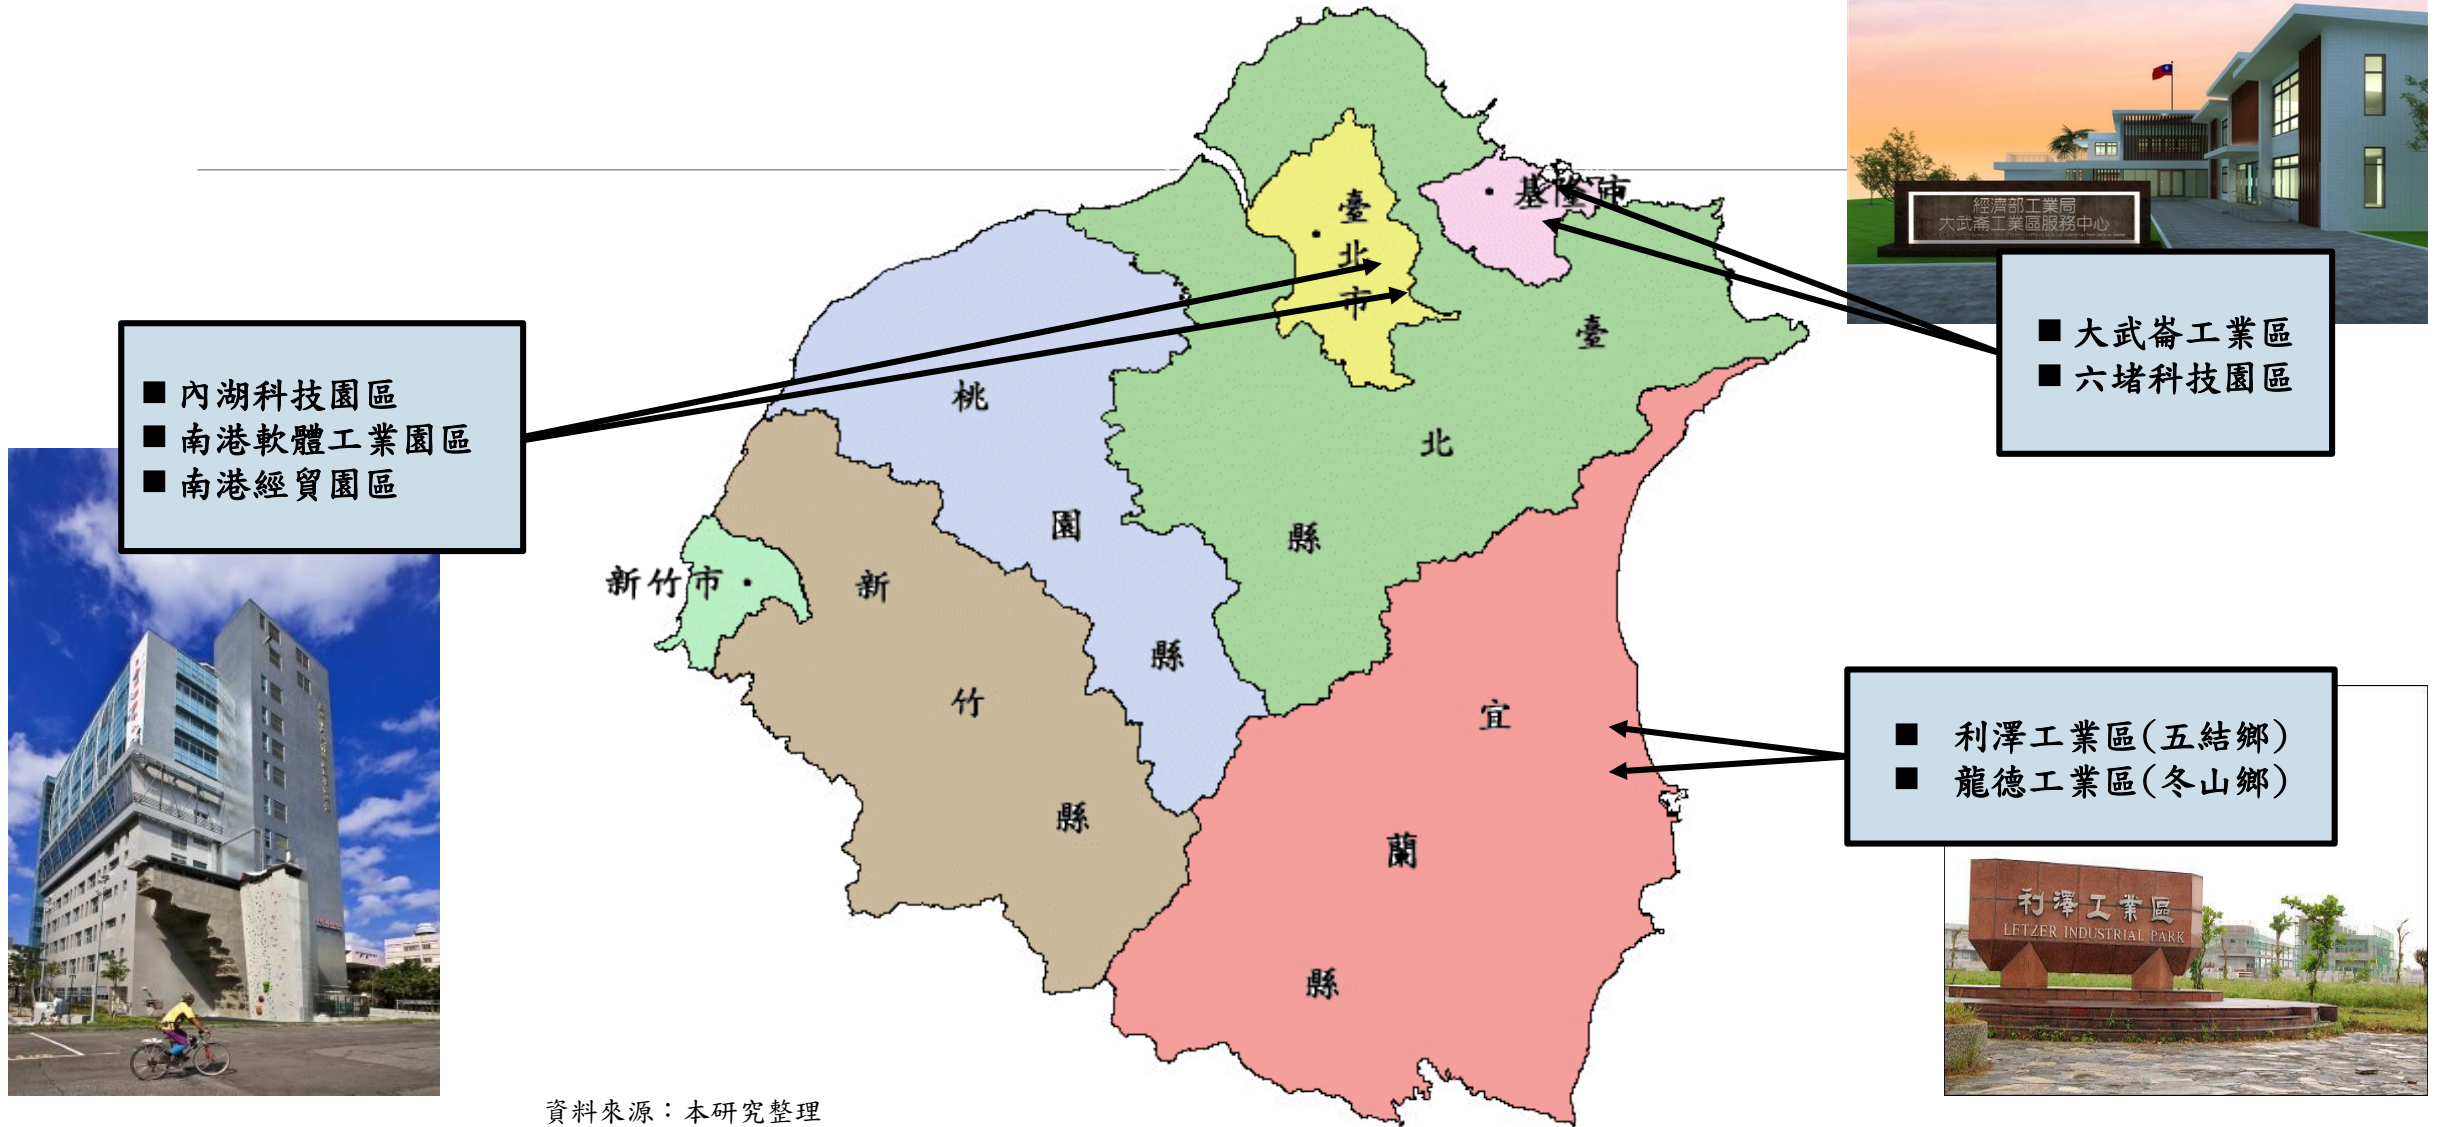 經濟部工業局
大武崙工業區服務中心
基隆市
臺
北
市
■ 大武崙工業區
■ 六堵科技園區
■ 內湖科技園區
■ 南港軟體工業園區
■ 南港經貿園區
臺
北
縣
桃
園
縣
新竹市
新
竹
縣
宜
蘭
縣
■ 利澤工業區(五結鄉)
■ 龍德工業區(冬山鄉)
利澤工業區
LETZER INDUSTRIAL PARK
資料來源：本研究整理